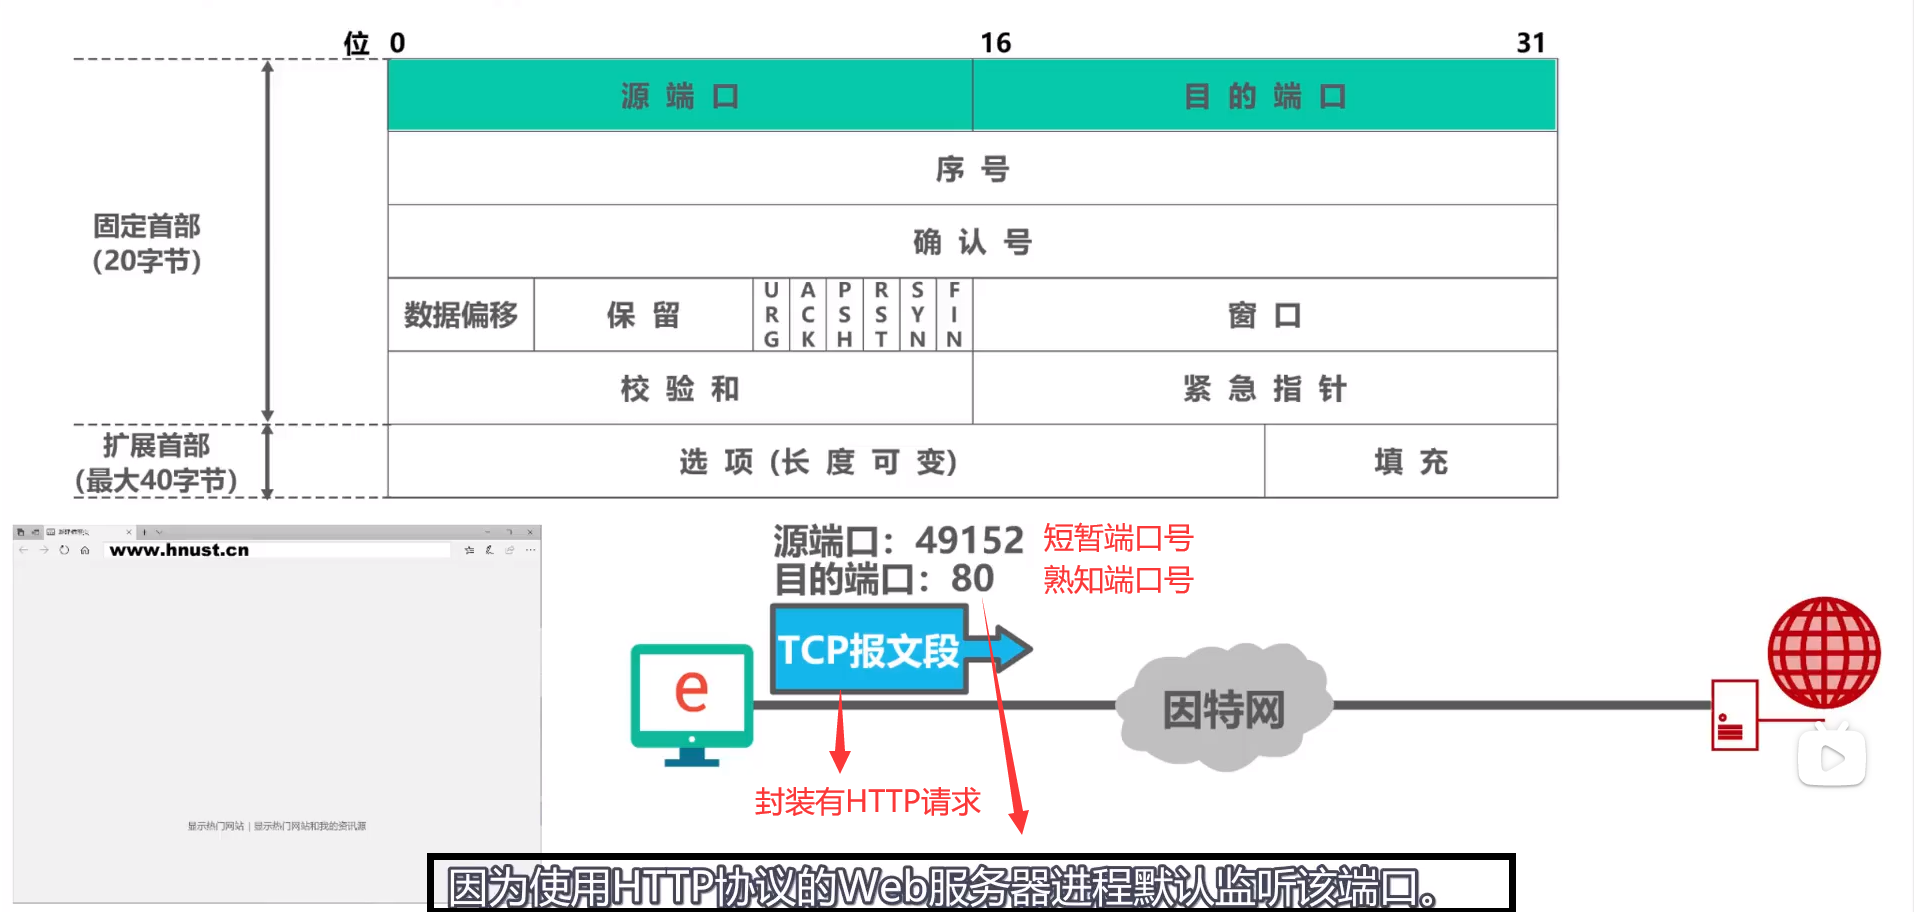 位 0 16 31
源 端 口 目 的 端 口
序 号
固定首部
(20字节)
确 认 号
数据偏移 保 留 URG ACK PSH RST SYN FIN 窗 口
校 验 和 紧 急 指 针
扩展首部
(最大40字节)
选 项 (长 度 可 变) 填 充
www.hnust.cn
源端口：49152 短暂端口号
目的端口：80 熟知端口号
TCP报文段
e
因特网
封装有HTTP请求
显示热门网站 | 显示热门网站和我的资讯源
因为使用HTTP协议的Web服务器进程默认监听该端口。